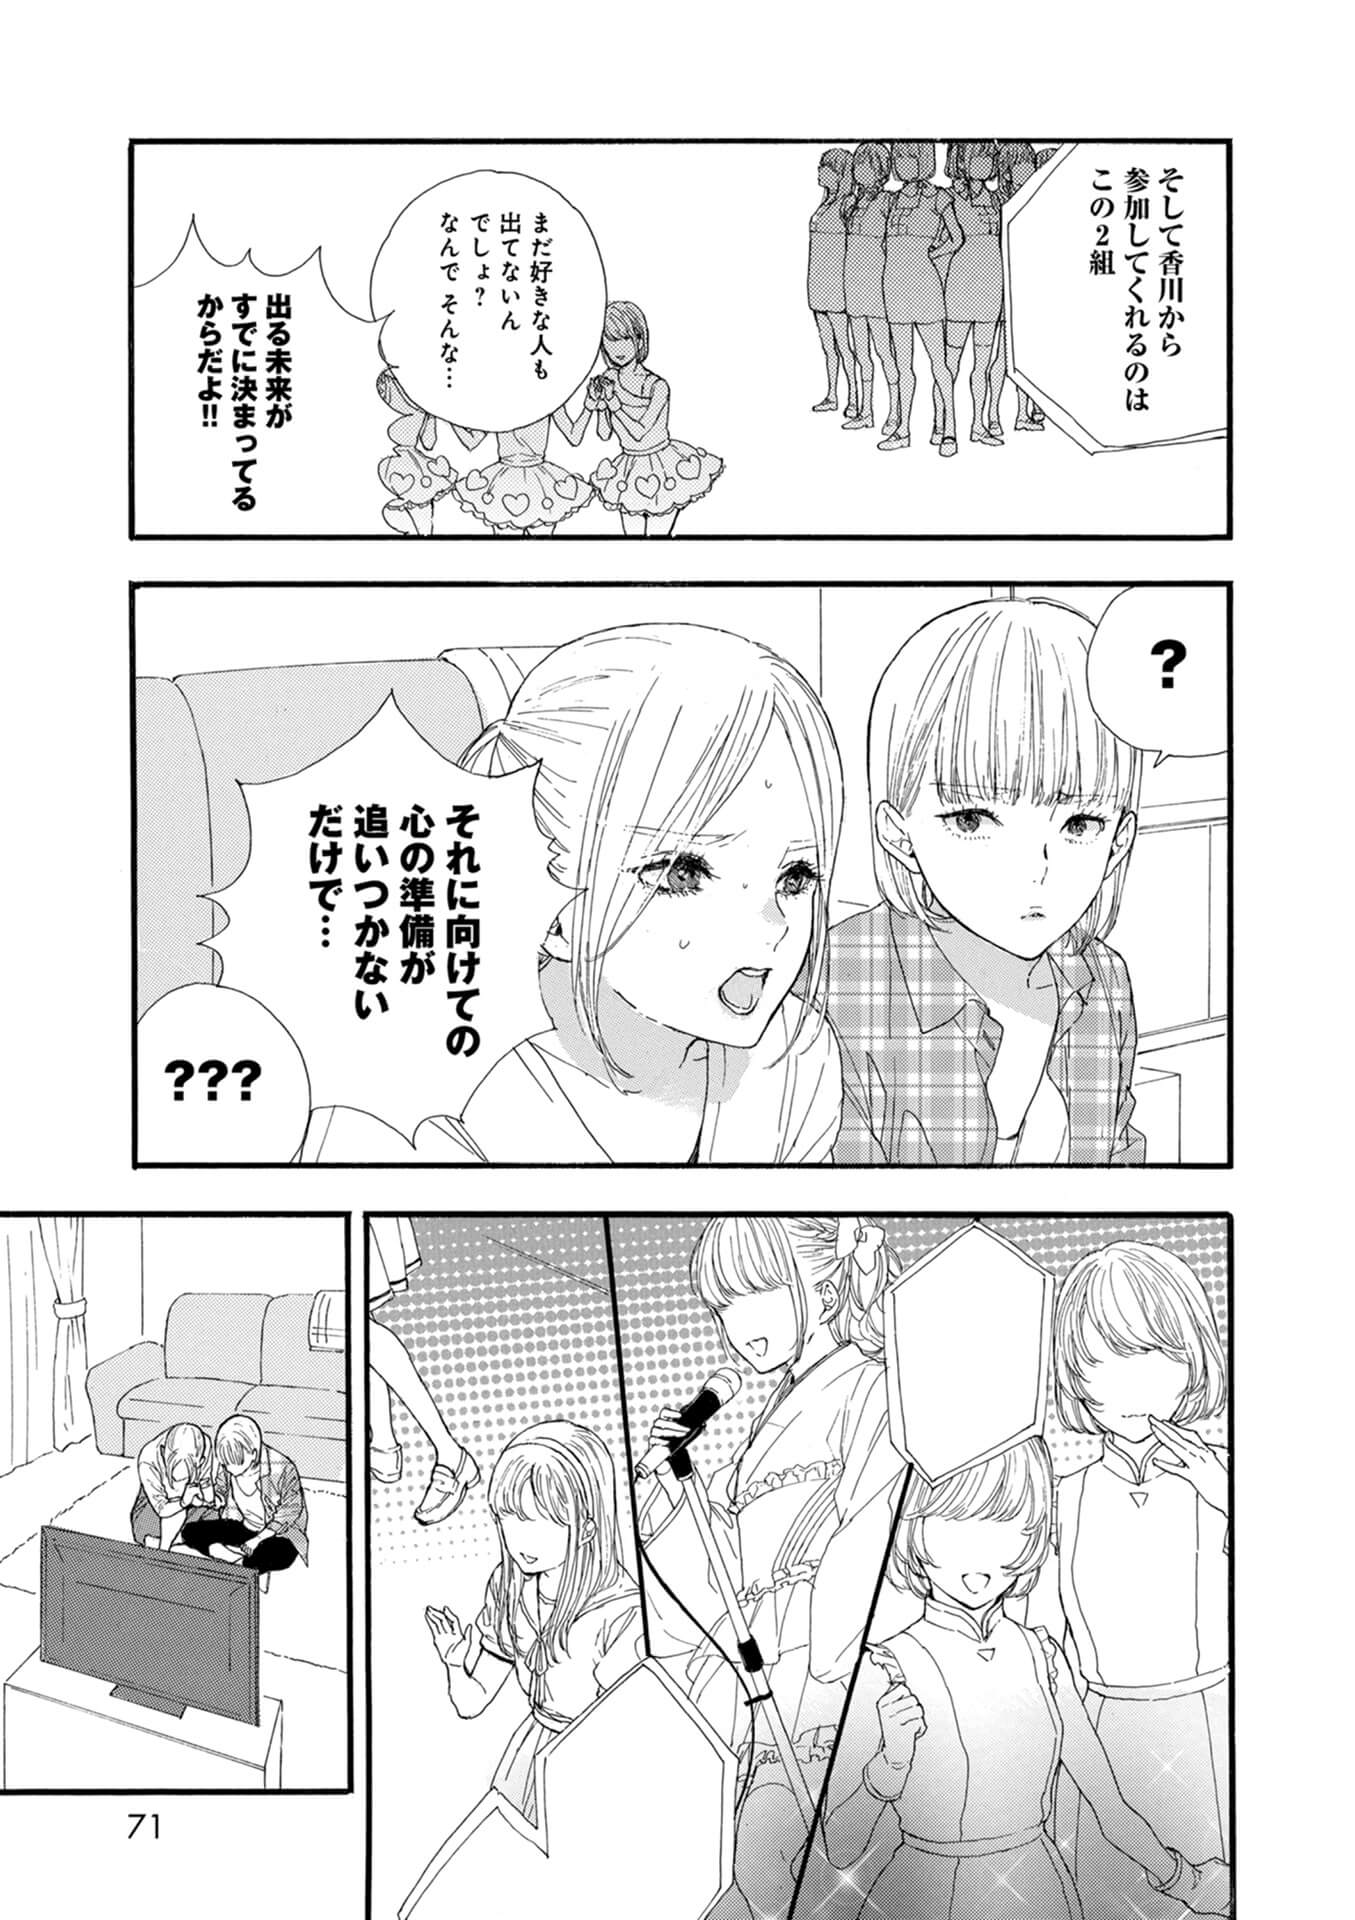 そして香川から
参加してくれるのは
この2組
まだ好きな人も
出てないん
でしょ?
なんで そんな…
出る未来が
すでに決まってる
からだよ!!
?
それに向けての
心の準備が
追いつかない
だけで…
???
71